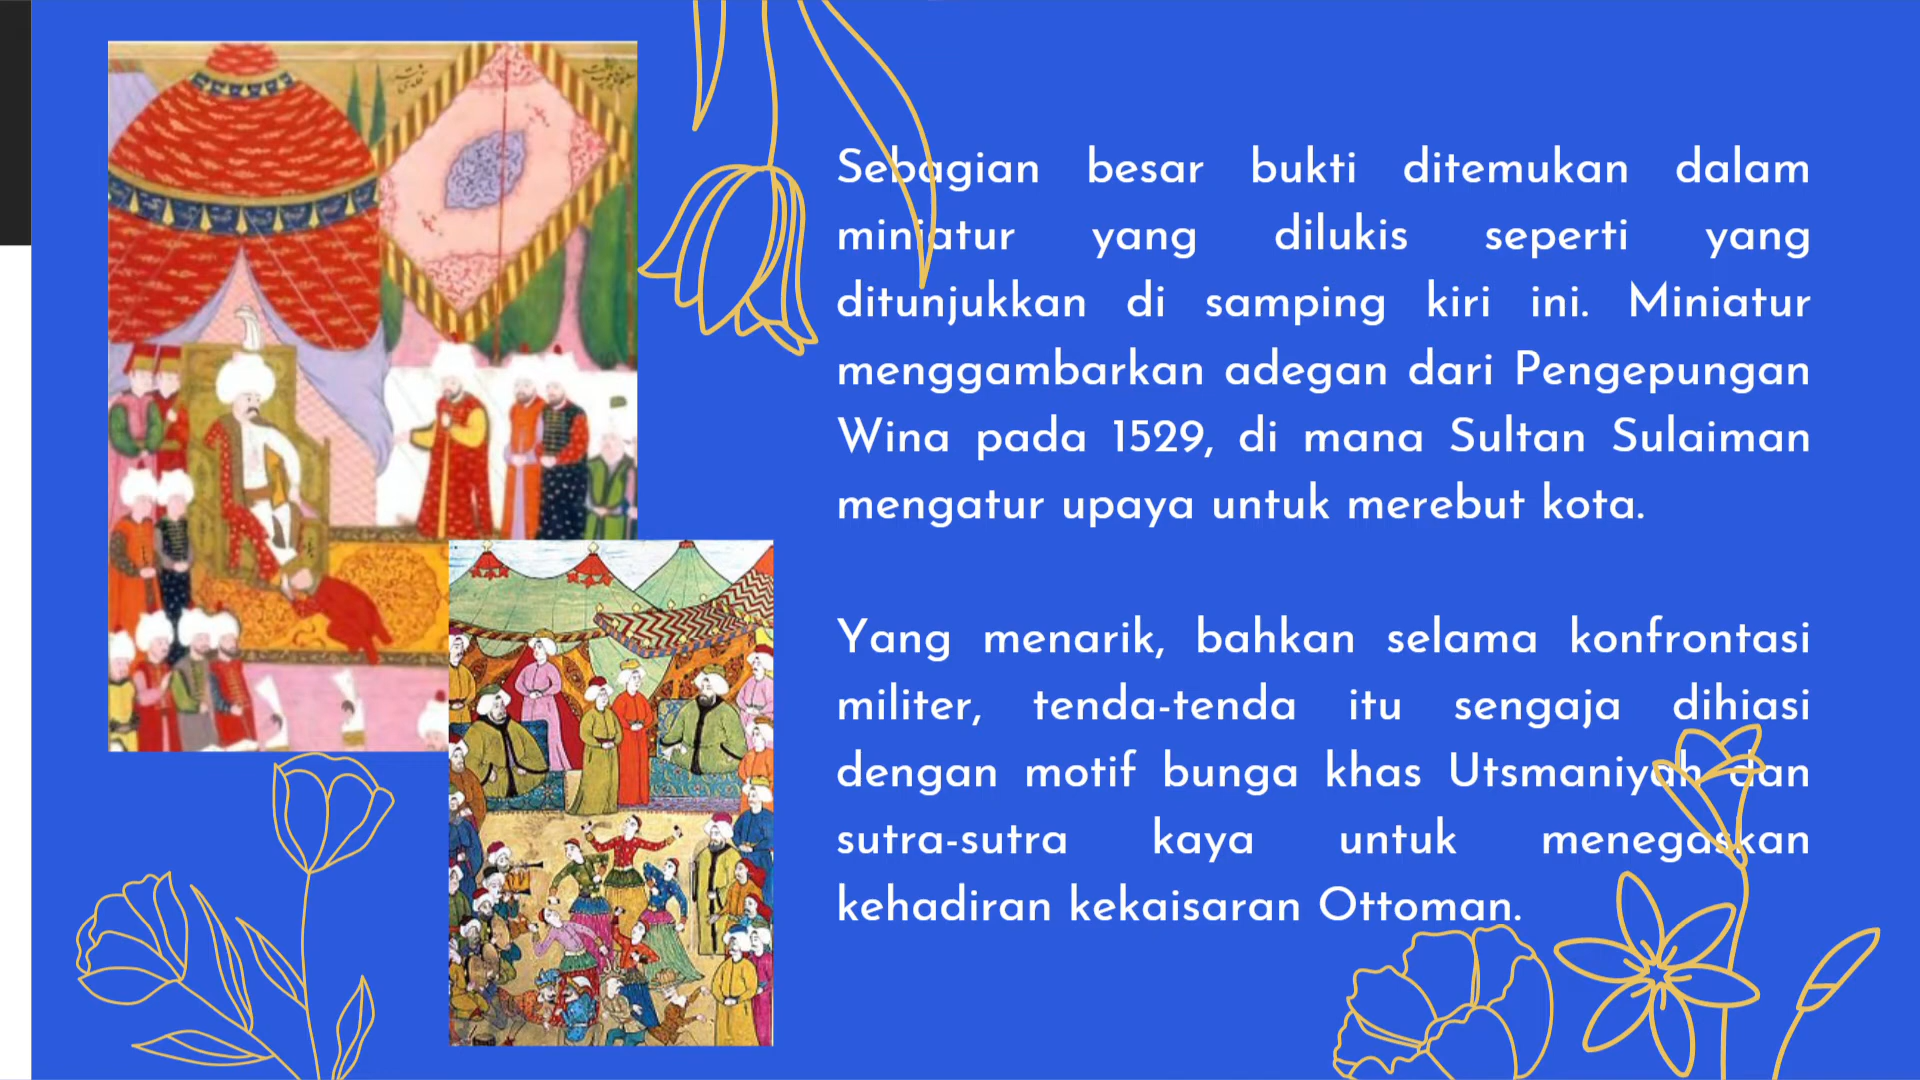 Sebagian besar bukti ditemukan dalam
miniatur yang dilukis seperti yang
ditunjukkan di samping kiri ini. Miniatur
menggambarkan adegan dari Pengepungan
Wina pada 1529, di mana Sultan Sulaiman
mengatur upaya untuk merebut kota.
Yang menarik, bahkan selama konfrontasi
militer, tenda-tenda itu sengaja dihiasi
dengan motif bunga khas Utsmaniyah dan
sutra-sutra kaya untuk menegaskan
kehadiran kekaisaran Ottoman.